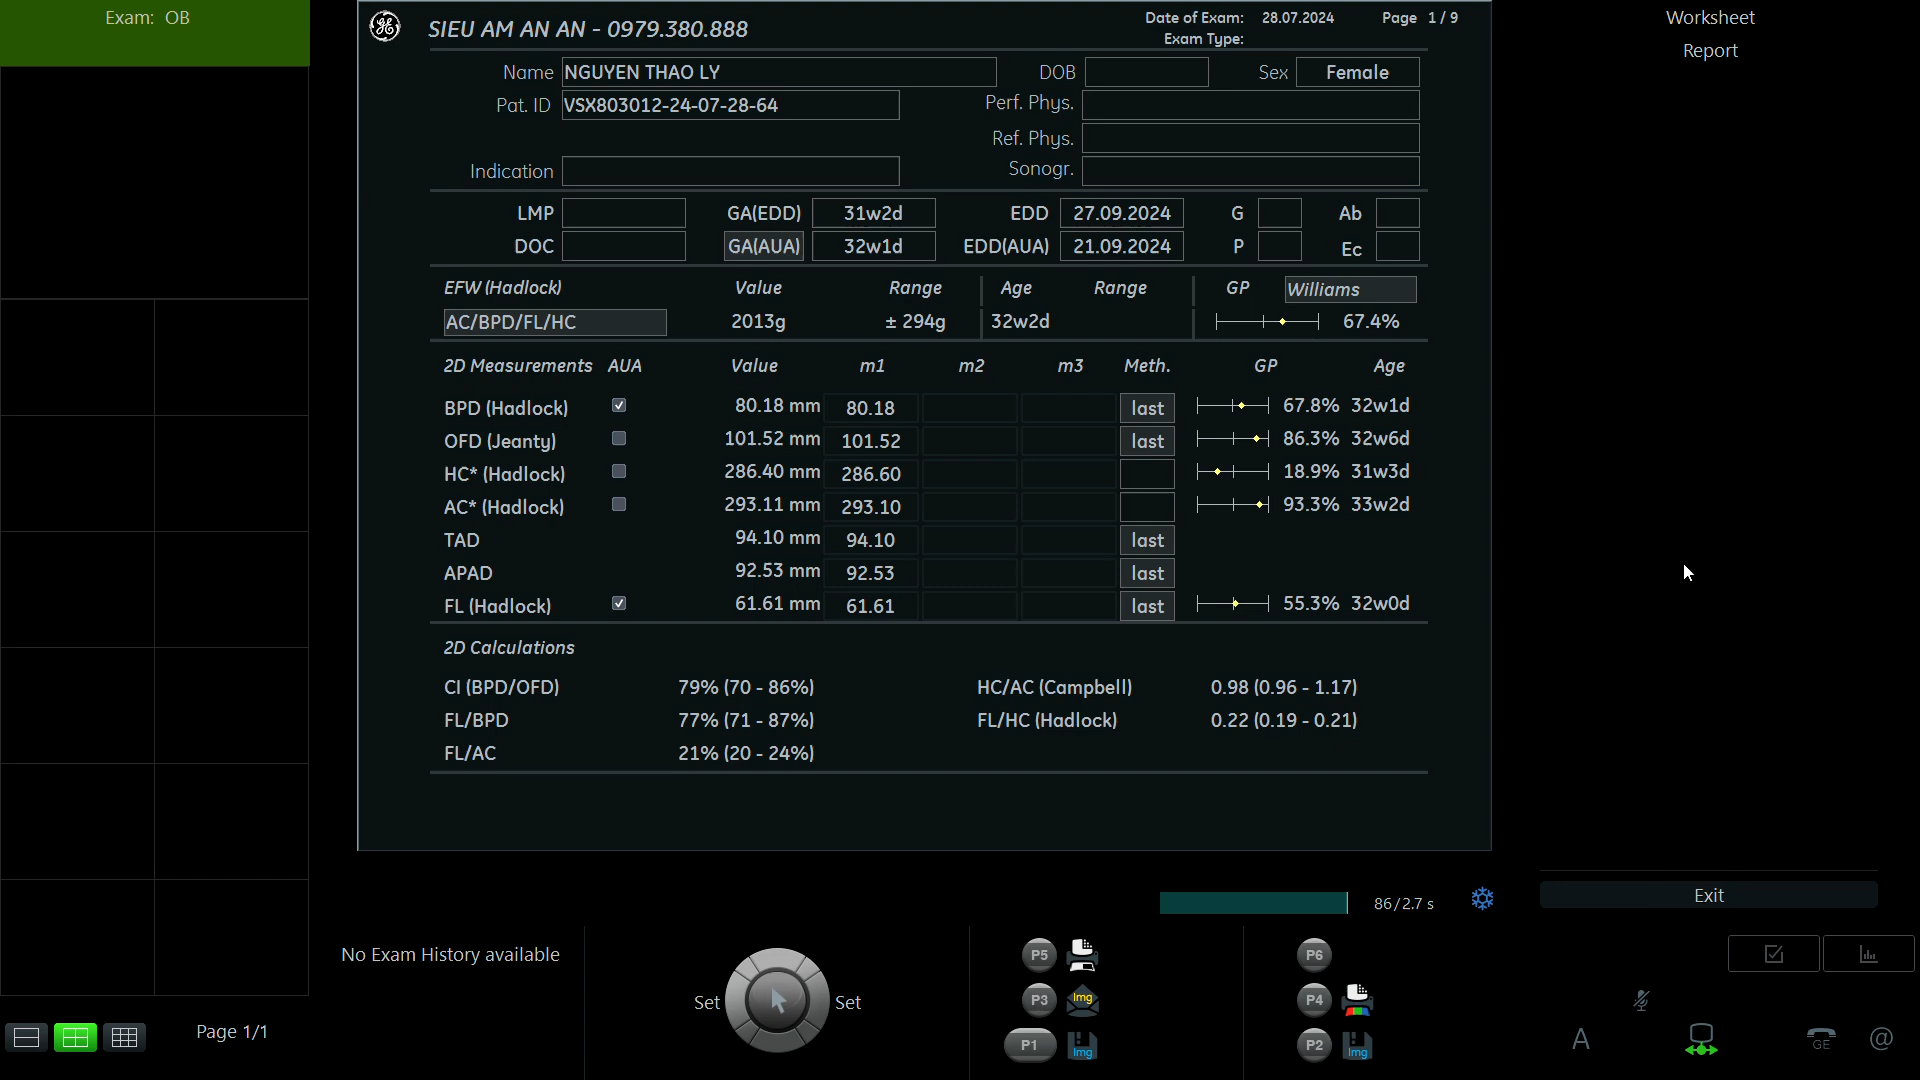 Exam: OB
SIEU AM AN AN - 0979.380.888
Date of Exam: 28.07.2024 Page 1 / 9
Exam Type:
Name NGUYEN THAO LY DOB Sex Female
Pat. ID VSX803012-24-07-28-64 Perf. Phys.
Ref. Phys.
Indication Sonogr.
LMP GA(EDD) 31w2d EDD 27.09.2024 G Ab
DOC GA(AUA) 32w1d EDD(AUA) 21.09.2024 P Ec
EFW (Hadlock) Value Range Age Range GP Williams
AC/BPD/FL/HC 2013g ± 294g 32w2d 67.4%
2D Measurements AUA Value m1 m2 m3 Meth. GP Age
BPD (Hadlock) 80.18 mm 80.18 last 67.8% 32w1d
OFD (Jeanty) 101.52 mm 101.52 last 86.3% 32w6d
HC* (Hadlock) 286.40 mm 286.60 18.9% 31w3d
AC* (Hadlock) 293.11 mm 293.10 93.3% 33w2d
TAD 94.10 mm 94.10 last
APAD 92.53 mm 92.53 last
FL (Hadlock) 61.61 mm 61.61 last 55.3% 32w0d
2D Calculations
CI (BPD/OFD) 79% (70 - 86%) HC/AC (Campbell) 0.98 (0.96 - 1.17)
FL/BPD 77% (71 - 87%) FL/HC (Hadlock) 0.22 (0.19 - 0.21)
FL/AC 21% (20 - 24%)
Worksheet
Report
86/2.7 s
Exit
No Exam History available
Set Set
P5
P3 Img
P1 Img
P6
P4
P2 Img
Page 1/1
A GE @